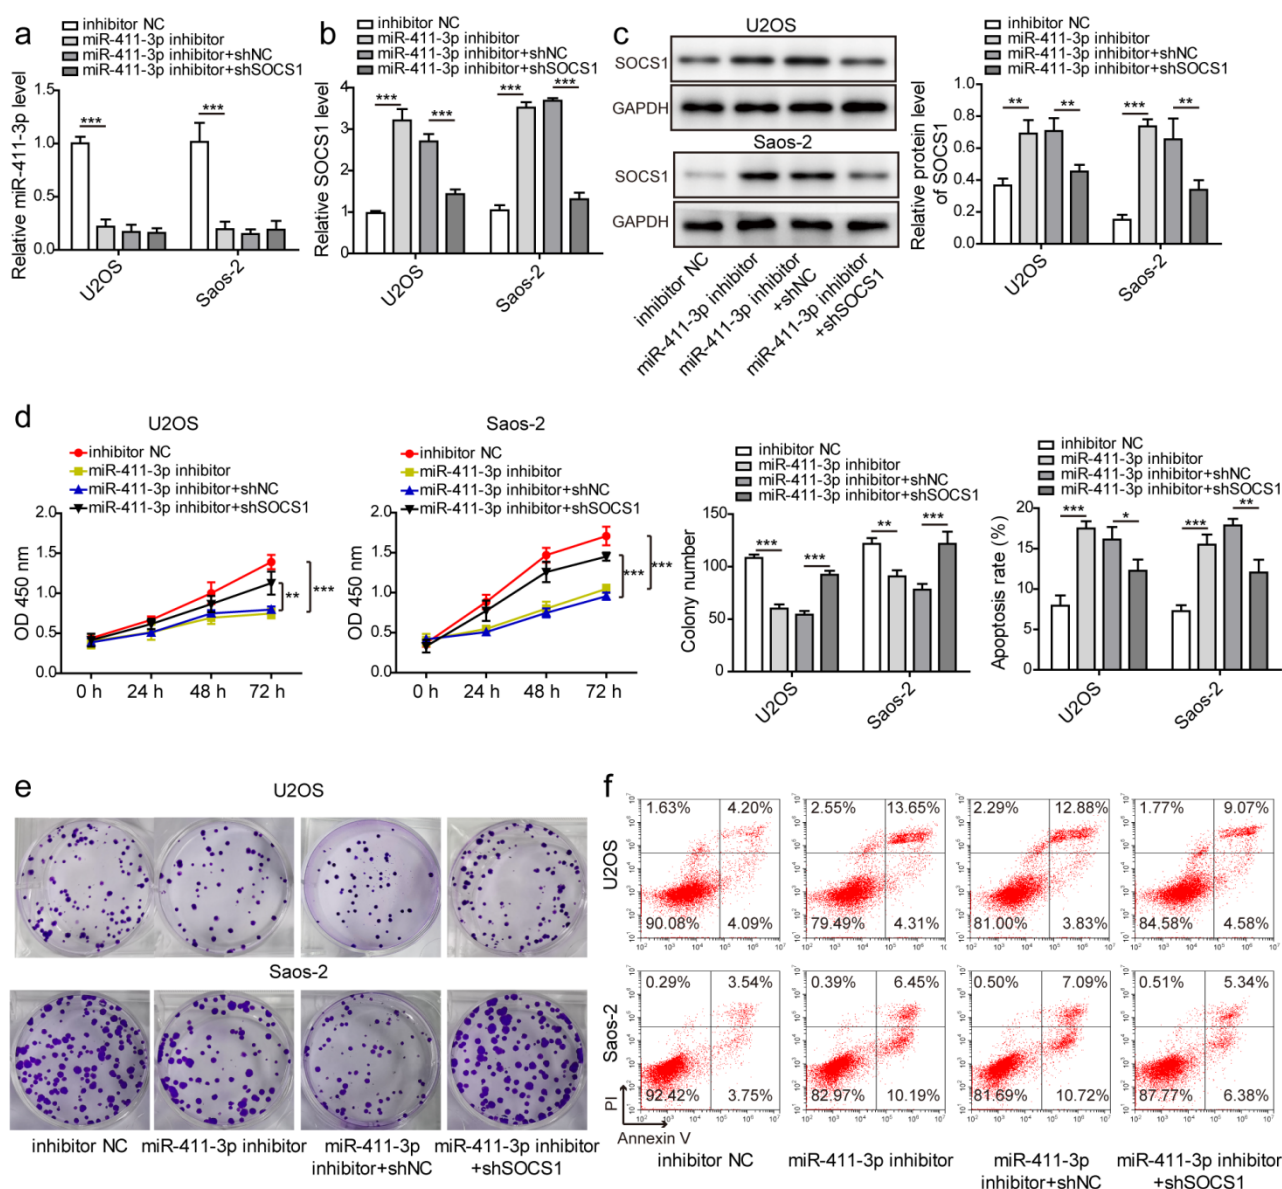 a
inhibitor NC
miR-411-3p inhibitor
miR-411-3p inhibitor+shNC
miR-411-3p inhibitor+shSOCS1
Relative miR-411-3p level
1.5
1.0
0.5
0.0
***
***
U2OS
Saos-2
b
inhibitor NC
miR-411-3p inhibitor
miR-411-3p inhibitor+shNC
miR-411-3p inhibitor+shSOCS1
Relative SOCS1 level
4
3
2
1
0
***
***
***
***
U2OS
Saos-2
c
U2OS
SOCS1
GAPDH
Saos-2
SOCS1
GAPDH
inhibitor NC
miR-411-3p inhibitor
miR-411-3p inhibitor
+shNC
miR-411-3p inhibitor
+shSOCS1
inhibitor NC
miR-411-3p inhibitor
miR-411-3p inhibitor+shNC
miR-411-3p inhibitor+shSOCS1
Relative protein level
of SOCS1
1.0
0.8
0.6
0.4
0.2
0.0
**
**
***
**
U2OS
Saos-2
d
U2OS
inhibitor NC
miR-411-3p inhibitor
miR-411-3p inhibitor+shNC
miR-411-3p inhibitor+shSOCS1
OD 450 nm
2.0
1.5
1.0
0.5
0.0
**
***
0 h 24 h 48 h 72 h
Saos-2
inhibitor NC
miR-411-3p inhibitor
miR-411-3p inhibitor+shNC
miR-411-3p inhibitor+shSOCS1
OD 450 nm
2.0
1.5
1.0
0.5
0.0
***
***
0 h 24 h 48 h 72 h
inhibitor NC
miR-411-3p inhibitor
miR-411-3p inhibitor+shNC
miR-411-3p inhibitor+shSOCS1
Colony number
150
100
50
0
***
***
**
***
U2OS
Saos-2
inhibitor NC
miR-411-3p inhibitor
miR-411-3p inhibitor+shNC
miR-411-3p inhibitor+shSOCS1
Apoptosis rate (%)
20
15
10
5
0
***
*
***
**
U2OS
Saos-2
e
U2OS
Saos-2
inhibitor NC
miR-411-3p inhibitor
miR-411-3p
inhibitor+shNC
miR-411-3p inhibitor
+shSOCS1
f
U2OS
1.63% 4.20%
90.08% 4.09%
2.55% 13.65%
79.49% 4.31%
2.29% 12.88%
81.00% 3.83%
1.77% 9.07%
84.58% 4.58%
Saos-2
0.29% 3.54%
92.42% 3.75%
0.39% 6.45%
82.97% 10.19%
0.50% 7.09%
81.69% 10.72%
0.51% 5.34%
87.77% 6.38%
PI
Annexin V
inhibitor NC
miR-411-3p inhibitor
miR-411-3p
inhibitor+shNC
miR-411-3p inhibitor
+shSOCS1